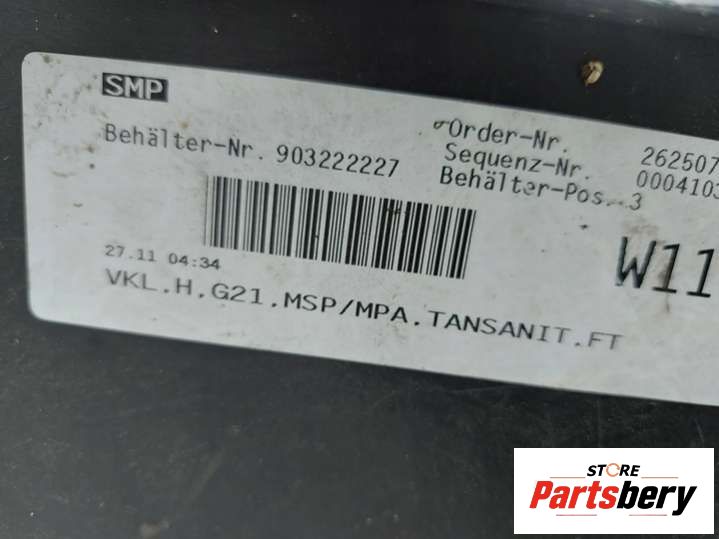 SMP
Behälter-Nr. 903222227
Order-Nr. 262507
Sequenz-Nr. 000410
Behälter-Pos. 3
27.11 04:34
W11
VKL.H.G21.MSP/MPA.TANSANIT.FT
STORE
Partsbery